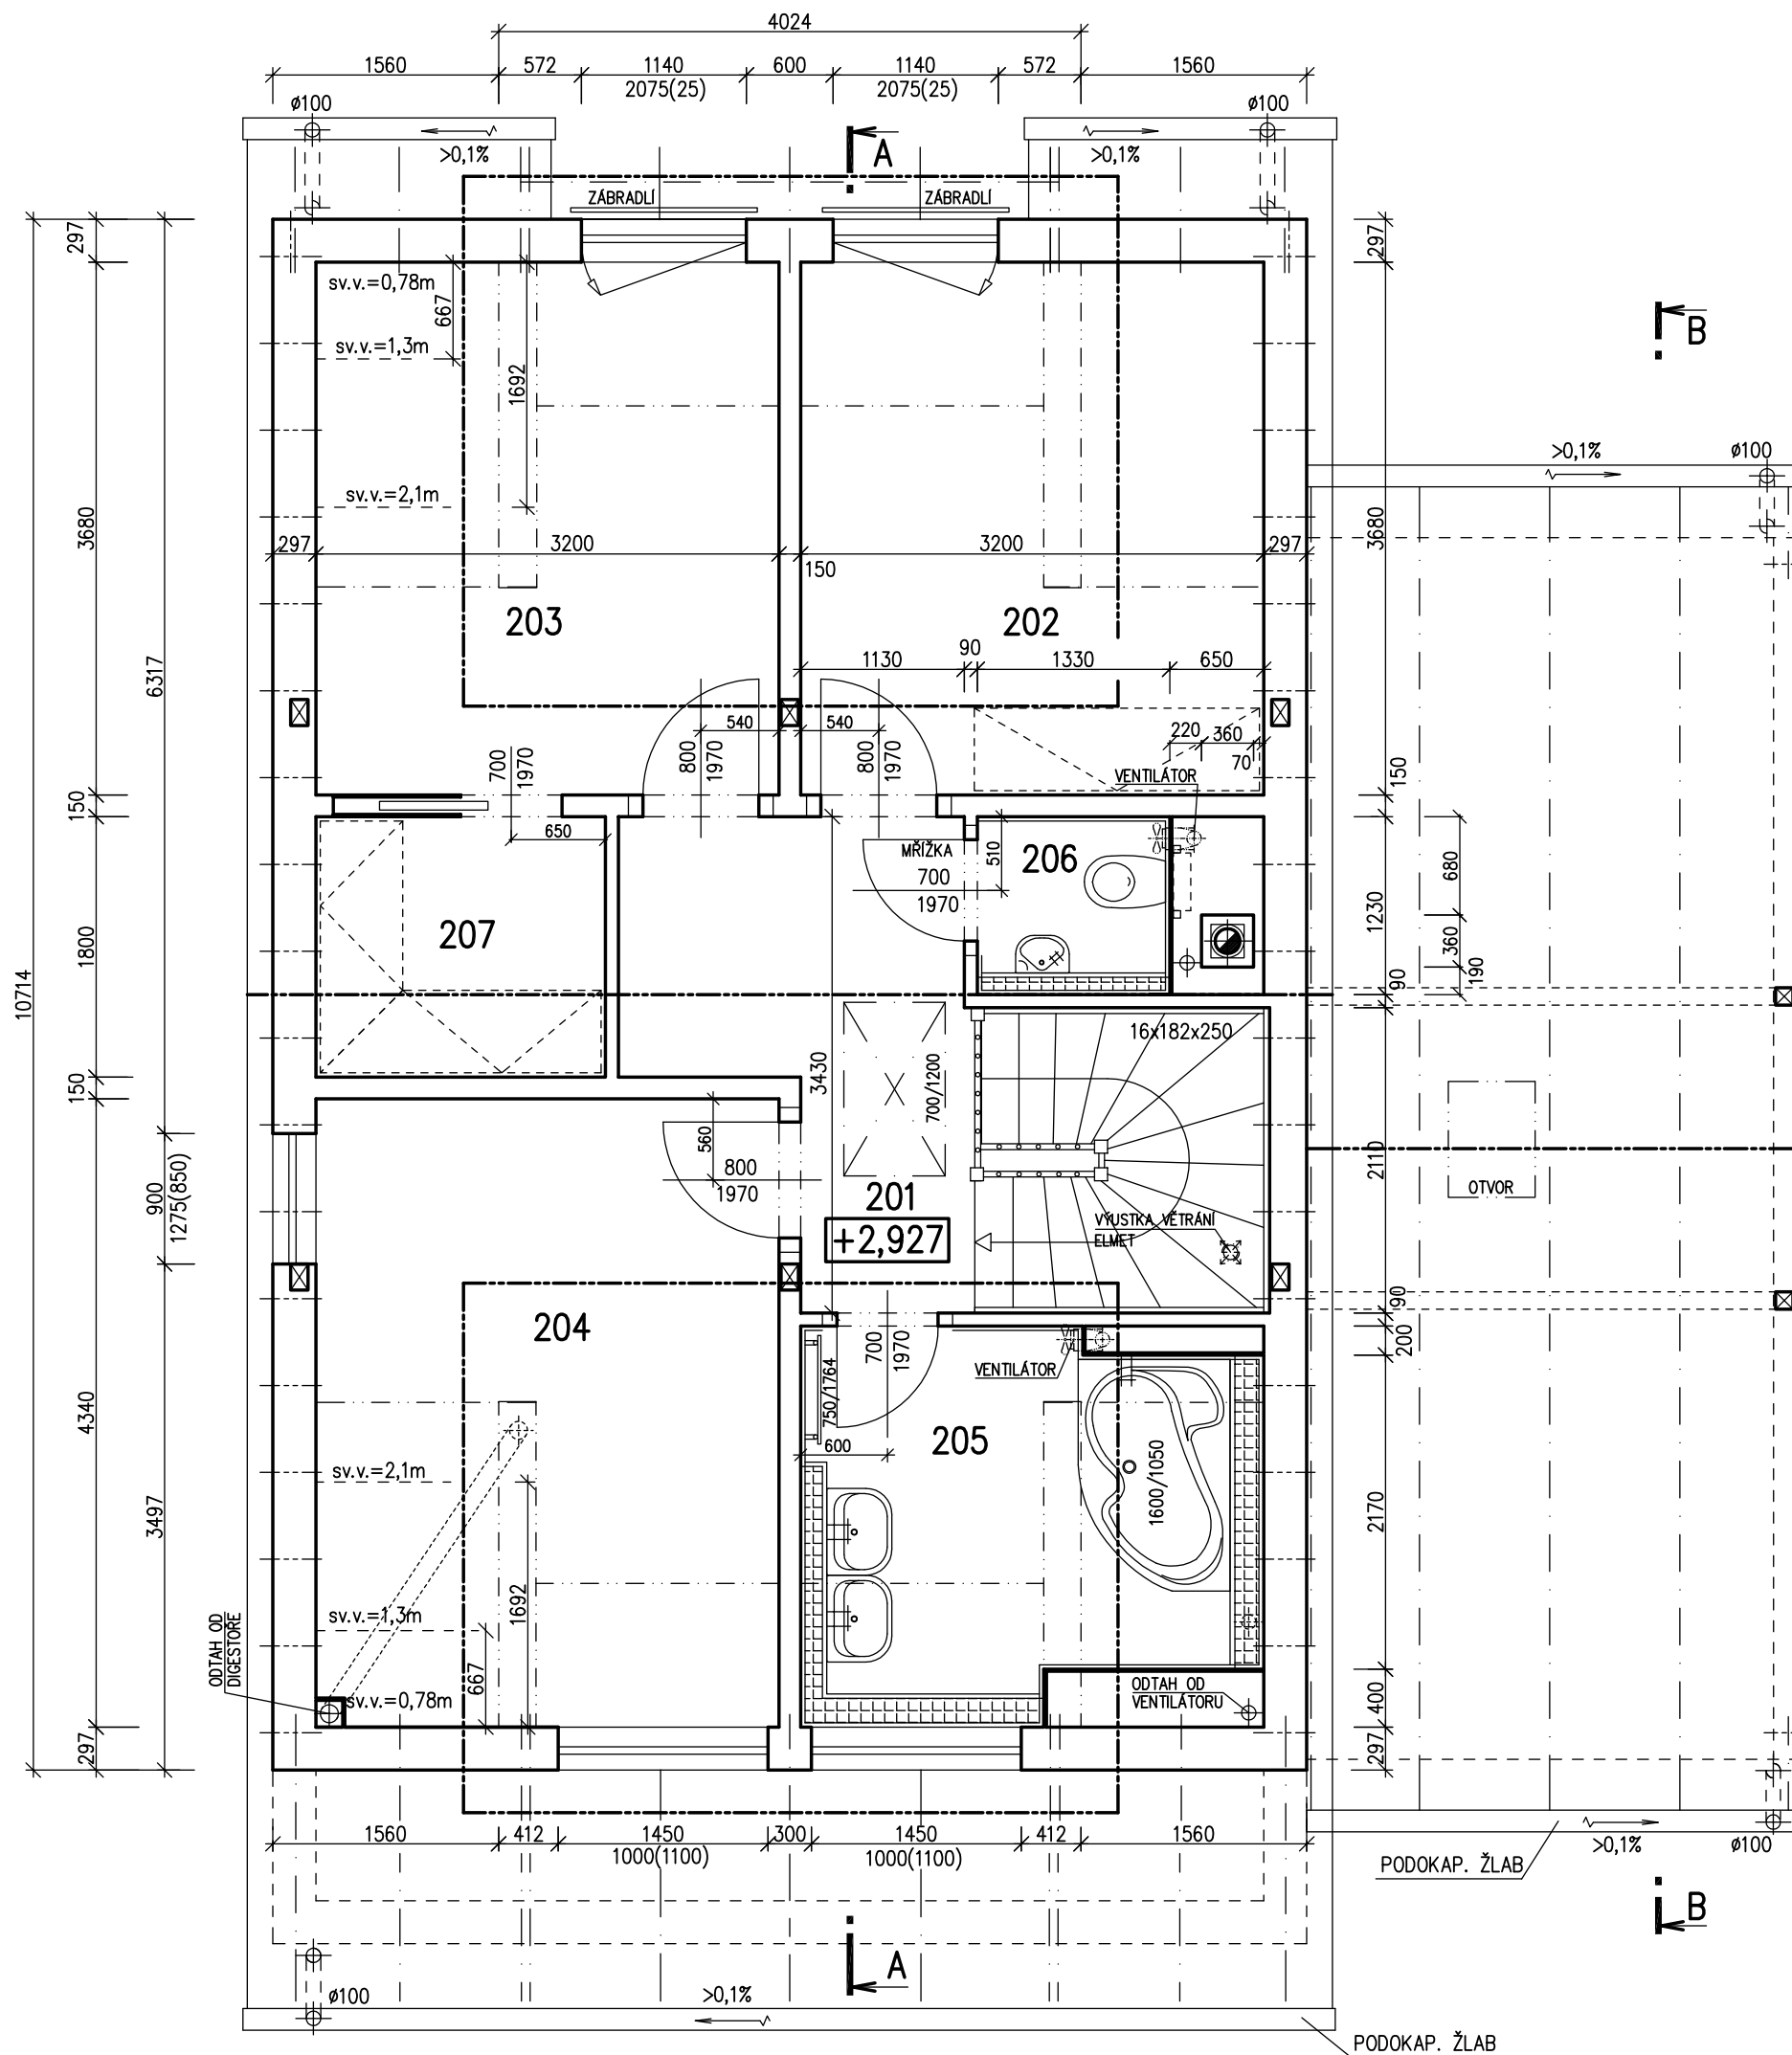 4024
1560 572 1140 600 1140 572 1560
2075(25) 2075(25)
ø100 ø100
>0,1% A >0,1%
ZÁBRADLÍ ZÁBRADLÍ
297 297
sv.v.=0,78m
667
B
sv.v.=1,3m
1692
>0,1% ø100
sv.v.=2,1m
3680 3680
297 3200 3200 297
150
203 202
6317
90
1130 1330 650
540 540
220 360
70
800
1970
800
1970
700
1970
VENTILÁTOR
150 150
650
MŘÍŽKA
510
206
700
1970
680
1230
360
190
90
207
1800
10714
16x182x250
3430
700/1200
150
560
800
1970
2110
OTVOR
900
1275(850)
201
+2,927
VÝUSTKA VĚTRÁNÍ
ELMET
90
200
204
700
1970
VENTILÁTOR
750/1764
600
205
4340
sv.v.=2,1m
1600/1050
2170
3497
1692
sv.v.=1,3m
667
ODTAH OD
DIGESTOŘE
sv.v.=0,78m
ODTAH OD
VENTILÁTORU
400
297 297
1560 412 1450 300 1450 412 1560
1000(1100) 1000(1100)
>0,1% ø100
PODOKAP. ŽLAB
B
A
ø100 >0,1%
PODOKAP. ŽLAB